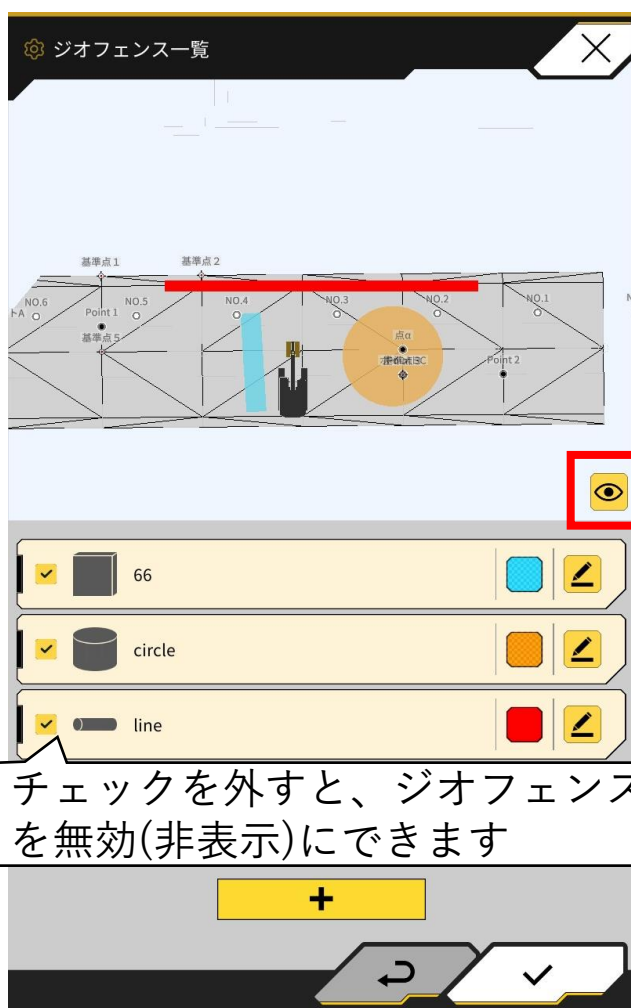 ジオフェンス一覧
基準点1
基準点2
NO.6
NO.5
NO.4
NO.3
NO.2
NO.1
Point 1
基準点5
点α
Point 2
66
circle
line
チェックを外すと、ジオフェンス
を無効(非表示)にできます